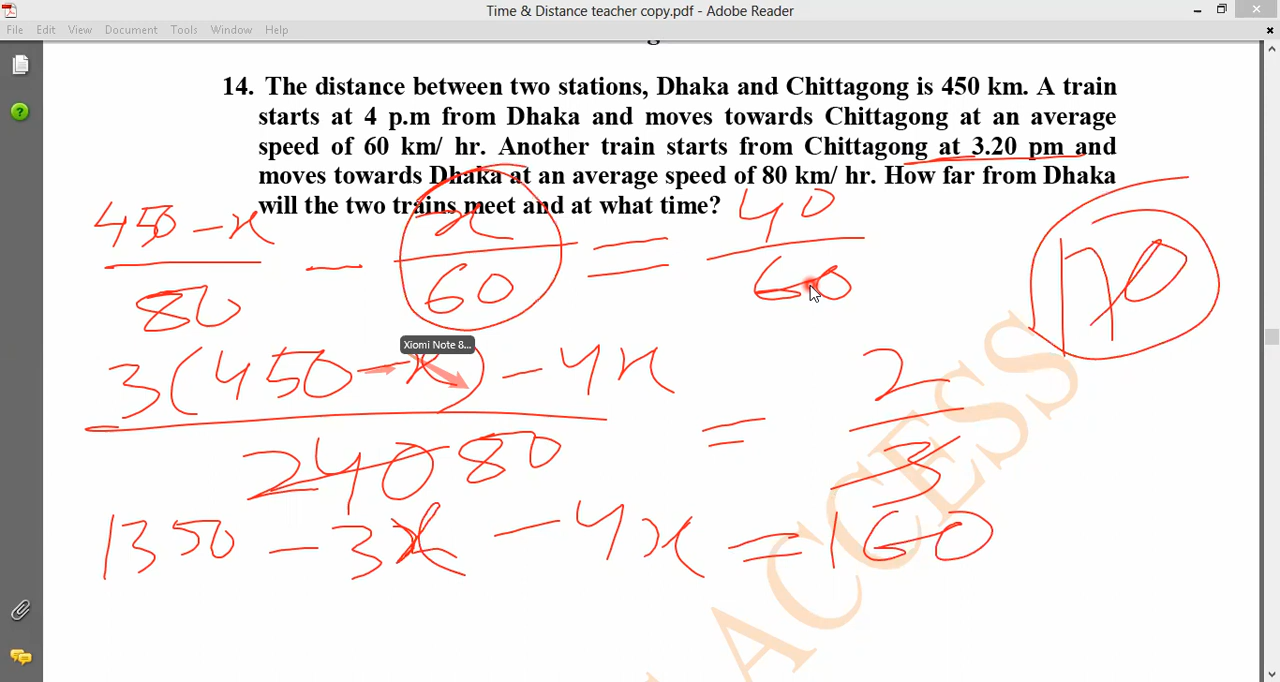 Time & Distance teacher copy.pdf - Adobe Reader
File Edit View Document Tools Window Help
14. The distance between two stations, Dhaka and Chittagong is 450 km. A train
starts at 4 p.m from Dhaka and moves towards Chittagong at an average
speed of 60 km/ hr. Another train starts from Chittagong at 3.20 pm and
moves towards Dhaka at an average speed of 80 km/ hr. How far from Dhaka
will the two trains meet and at what time?
450 - x
80
-
x
60
=
40
60
170
Xiomi Note 8...
3(450 - x) - 4x
240 80
=
2
3
1350 - 3x - 4x = 160
ACCESS